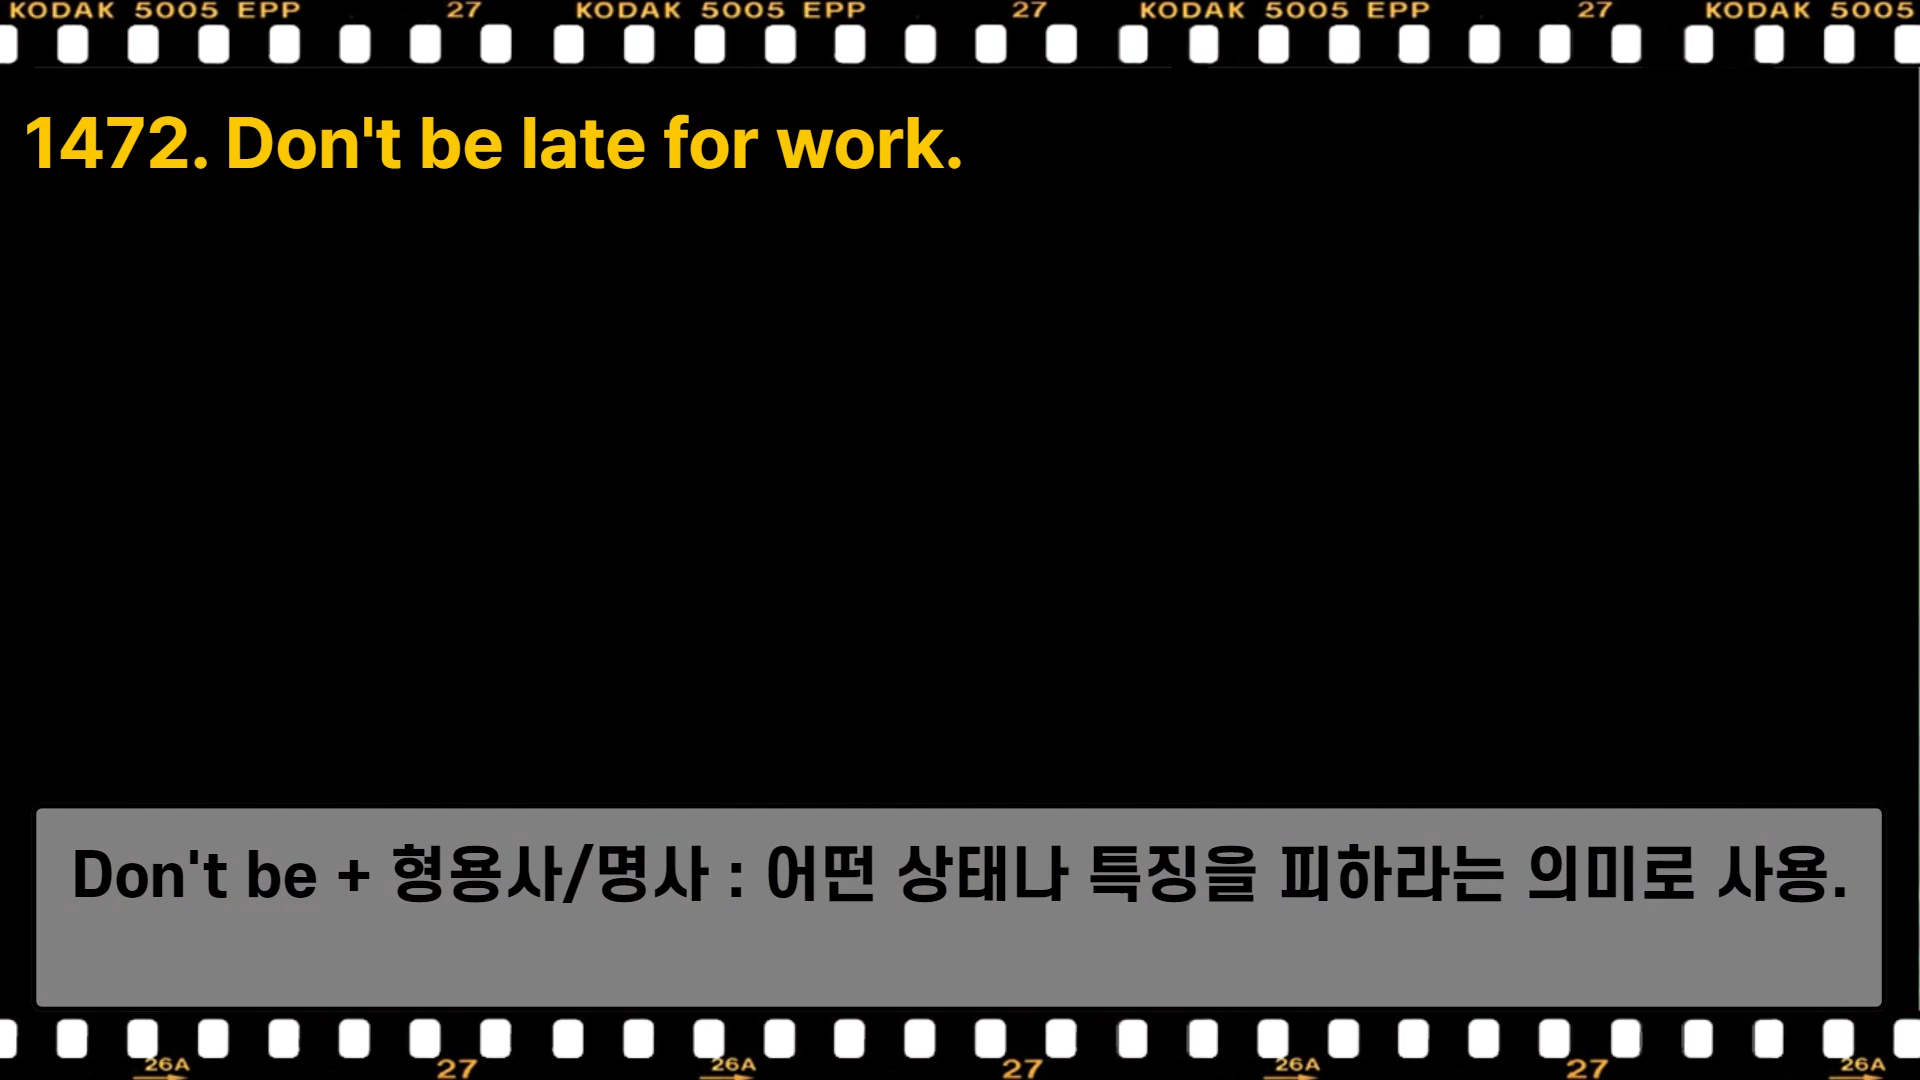 KODAK 5005 EPP 27 KODAK 5005 EPP 27 KODAK 5005 EPP 27 KODAK 5005
1472. Don't be late for work.
Don't be + 형용사/명사 : 어떤 상태나 특징을 피하라는 의미로 사용.
26A 27 26A 27 26A 27 26A